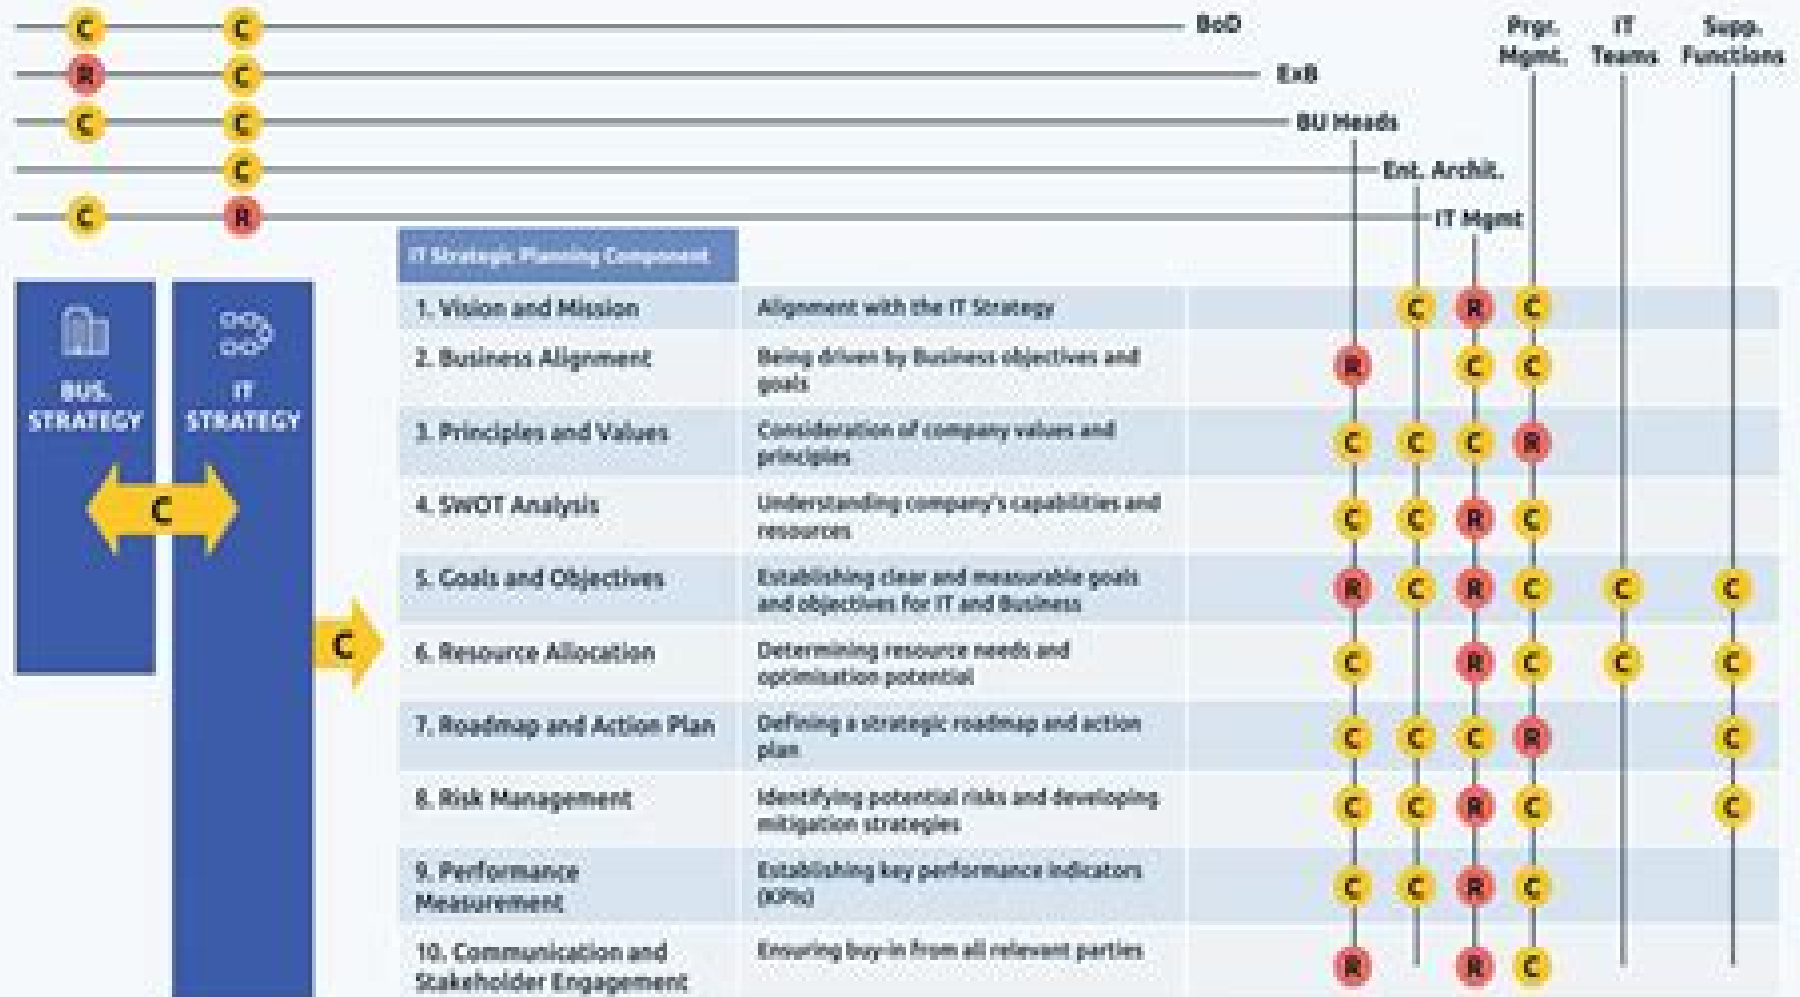 C C BoD Prgr. IT Supp.
Mgmt. Teams Functions
R C ExB
C C BU Heads
C Ent. Archit.
C R IT Mgmt
IT Strategic Planning Component
1. Vision and Mission Alignment with the IT Strategy C R C
2. Business Alignment Being driven by Business objectives and
goals R C C
BUS.
STRATEGY
IT
STRATEGY
3. Principles and Values Consideration of company values and
principles C C C R
C
4. SWOT Analysis Understanding company's capabilities and
resources C C R C
5. Goals and Objectives Establishing clear and measurable goals
and objectives for IT and Business R C R C C C
C
6. Resource Allocation Determining resource needs and
optimisation potential C R C C C
7. Roadmap and Action Plan Defining a strategic roadmap and action
plan C C C R C
8. Risk Management Identifying potential risks and developing
mitigation strategies C C R C C
9. Performance Establishing key performance indicators
Measurement (KPIs) C C R C
10. Communication and Ensuring buy-in from all relevant parties
Stakeholder Engagement R R C